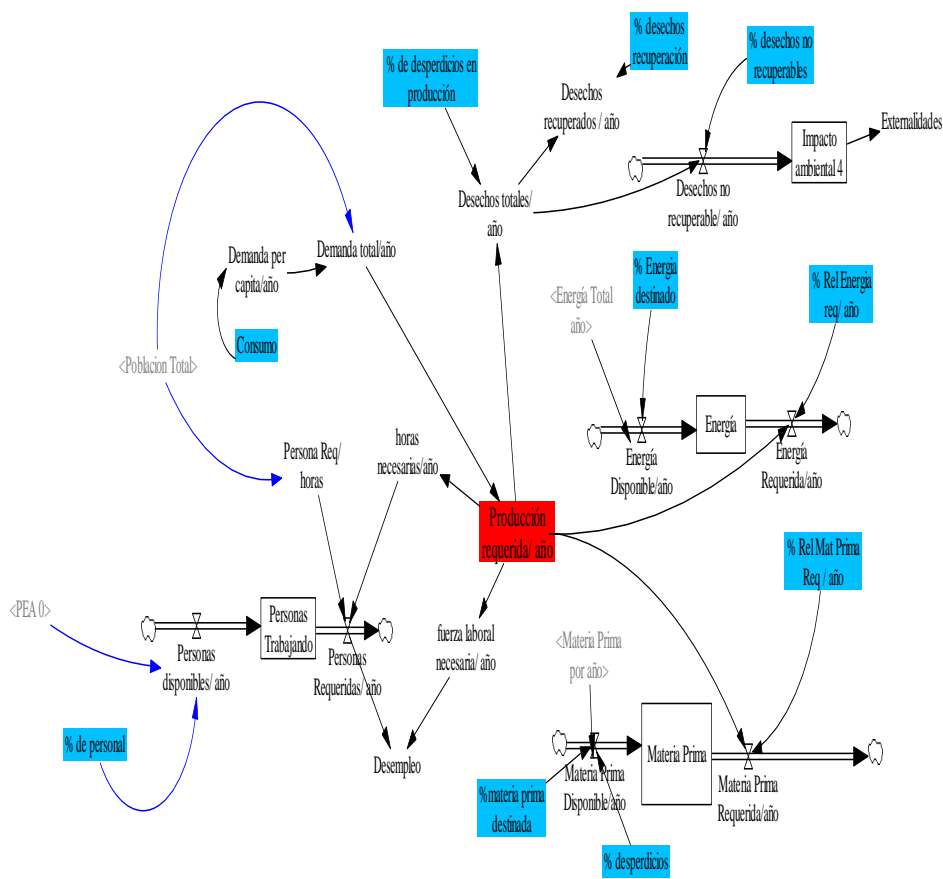 % desechos
recuperación
% desechos no
recuperables
% de desperdicios en
producción
Desechos
recuperados / año
Externalidades
Impacto
ambiental 4
Desechos totales/
año
Desechos no
recuperable/ año
Demanda per
capita/año
Demanda total/año
% Energia
destinado
<Energía Total
año>
% Rel Energia
req/ año
Consumo
<Poblacion Total>
Energía
Persona Req/
horas
horas
necesarias/año
Energía
Disponible/año
Energía
Requerida/año
Producción
requerida/ año
% Rel Mat Prima
Req / año
<PEA 0>
Personas
Trabajando
Personas
disponibles/ año
Personas
Requeridas/ año
fuerza laboral
necesaria/ año
<Materia Prima
por año>
% de personal
Desempleo
Materia Prima
Materia Prima
Disponible/año
Materia Prima
Requerida/año
%materia prima
destinada
% desperdicios